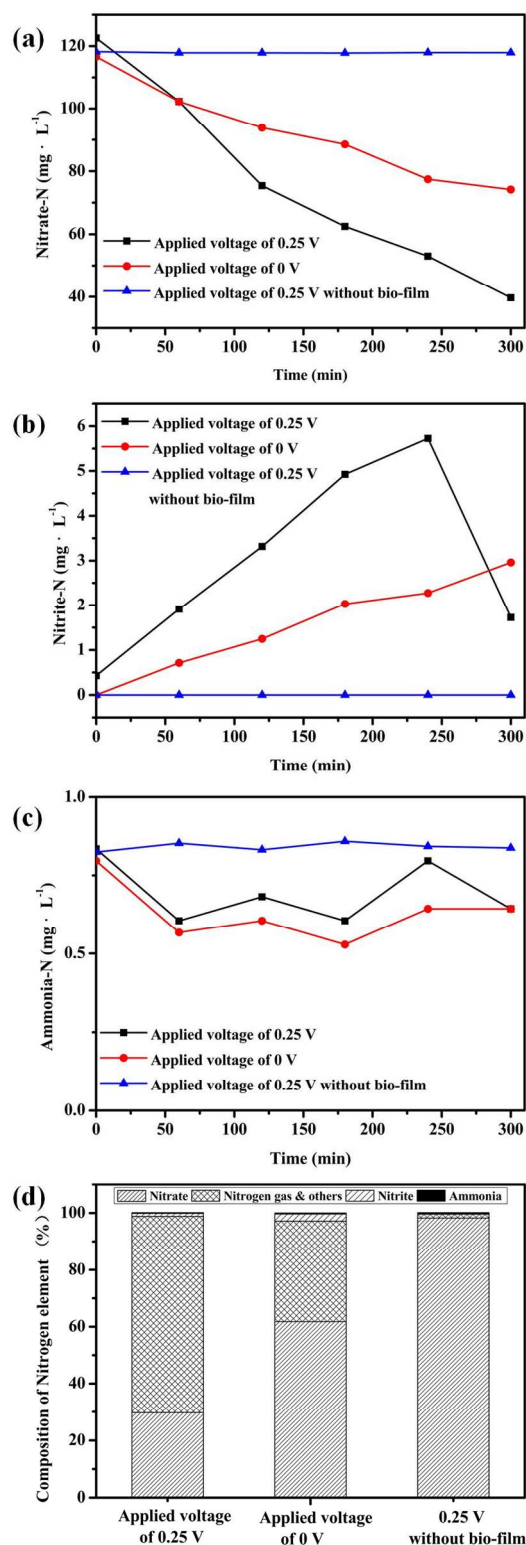 (a)
120
100
80
60
40
Nitrate-N (mg · L⁻¹)
Applied voltage of 0.25 V
Applied voltage of 0 V
Applied voltage of 0.25 V without bio-film
0 50 100 150 200 250 300
Time (min)
(b)
6
5
4
3
2
1
0
Nitrite-N (mg · L⁻¹)
Applied voltage of 0.25 V
Applied voltage of 0 V
Applied voltage of 0.25 V
without bio-film
0 50 100 150 200 250 300
Time (min)
(c)
1.0
0.5
0.0
Ammonia-N (mg · L⁻¹)
Applied voltage of 0.25 V
Applied voltage of 0 V
Applied voltage of 0.25 V without bio-film
0 50 100 150 200 250 300
Time (min)
(d)
Nitrate Nitrogen gas & others Nitrite Ammonia
100
80
60
40
20
0
Composition of Nitrogen element （%）
Applied voltage
of 0.25 V
Applied voltage
of 0 V
0.25 V
without bio-film